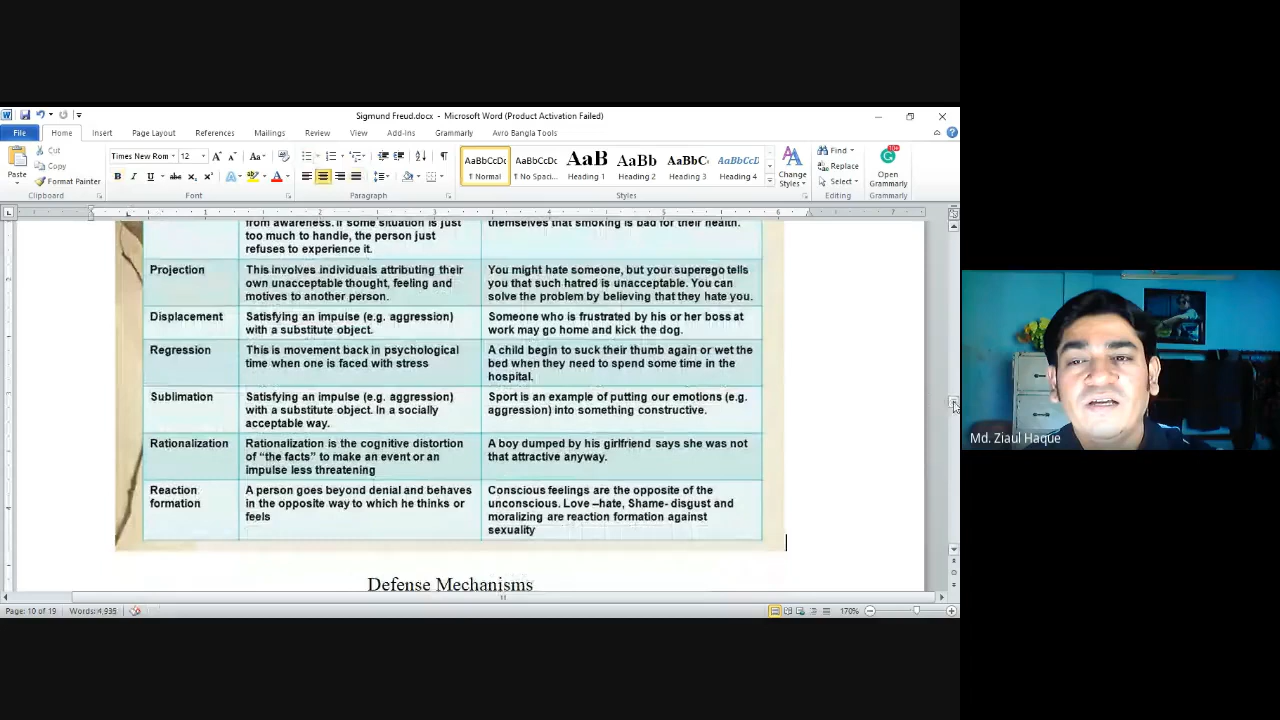 Sigmund Freud.docx - Microsoft Word (Product Activation Failed)
File Home Insert Page Layout References Mailings Review View Add-Ins Grammarly Avro Bangla Tools
Paste
Cut
Copy
Format Painter
Clipboard
Times New Rom 12
Font
Paragraph
AaBbCcDc AaBbCcDc AaB AaBb AaBbCc AaBbCcI
¶ Normal ¶ No Spac... Heading 1 Heading 2 Heading 3 Heading 4
Change
Styles
Styles
Find
Replace
Select
Editing
Open
Grammarly
Grammarly
from awareness. If some situation is just
too much to handle, the person just
refuses to experience it.
themselves that smoking is bad for their health.
Projection
This involves individuals attributing their
own unacceptable thought, feeling and
motives to another person.
You might hate someone, but your superego tells
you that such hatred is unacceptable. You can
solve the problem by believing that they hate you.
Displacement
Satisfying an impulse (e.g. aggression)
with a substitute object.
Someone who is frustrated by his or her boss at
work may go home and kick the dog.
Regression
This is movement back in psychological
time when one is faced with stress
A child begin to suck their thumb again or wet the
bed when they need to spend some time in the
hospital.
Sublimation
Satisfying an impulse (e.g. aggression)
with a substitute object. In a socially
acceptable way.
Sport is an example of putting our emotions (e.g.
aggression) into something constructive.
Rationalization
Rationalization is the cognitive distortion
of "the facts" to make an event or an
impulse less threatening
A boy dumped by his girlfriend says she was not
that attractive anyway.
Reaction
formation
A person goes beyond denial and behaves
in the opposite way to which he thinks or
feels
Conscious feelings are the opposite of the
unconscious. Love –hate, Shame- disgust and
moralizing are reaction formation against
sexuality
Defense Mechanisms
Page: 10 of 19 Words: 4,935 170%
Md. Ziaul Haque